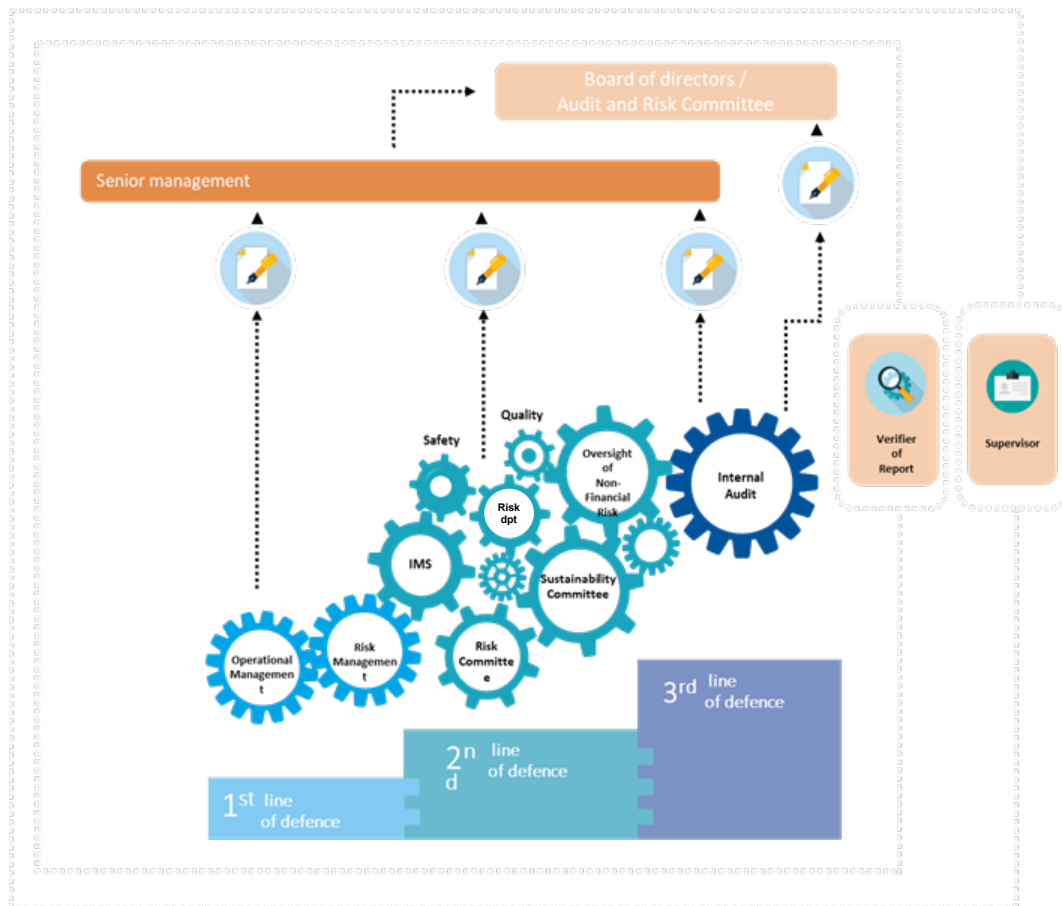 Board of directors /
Audit and Risk Committee
Senior management
Quality
Safety
Oversight
of
Non-
Financial
Risk
Internal
Audit
Verifier
of
Report
Supervisor
Risk
dpt
IMS
Sustainability
Committee
Risk
Committe
e
Risk
Managemen
t
Operational
Managemen
t
3rd line
of defence
2n line
d of defence
1st line
of defence